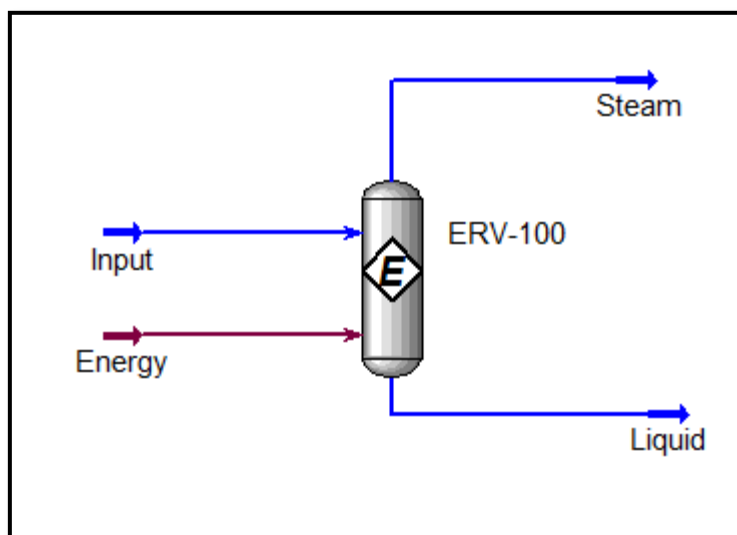 Steam
ERV-100
Input
E
Energy
Liquid